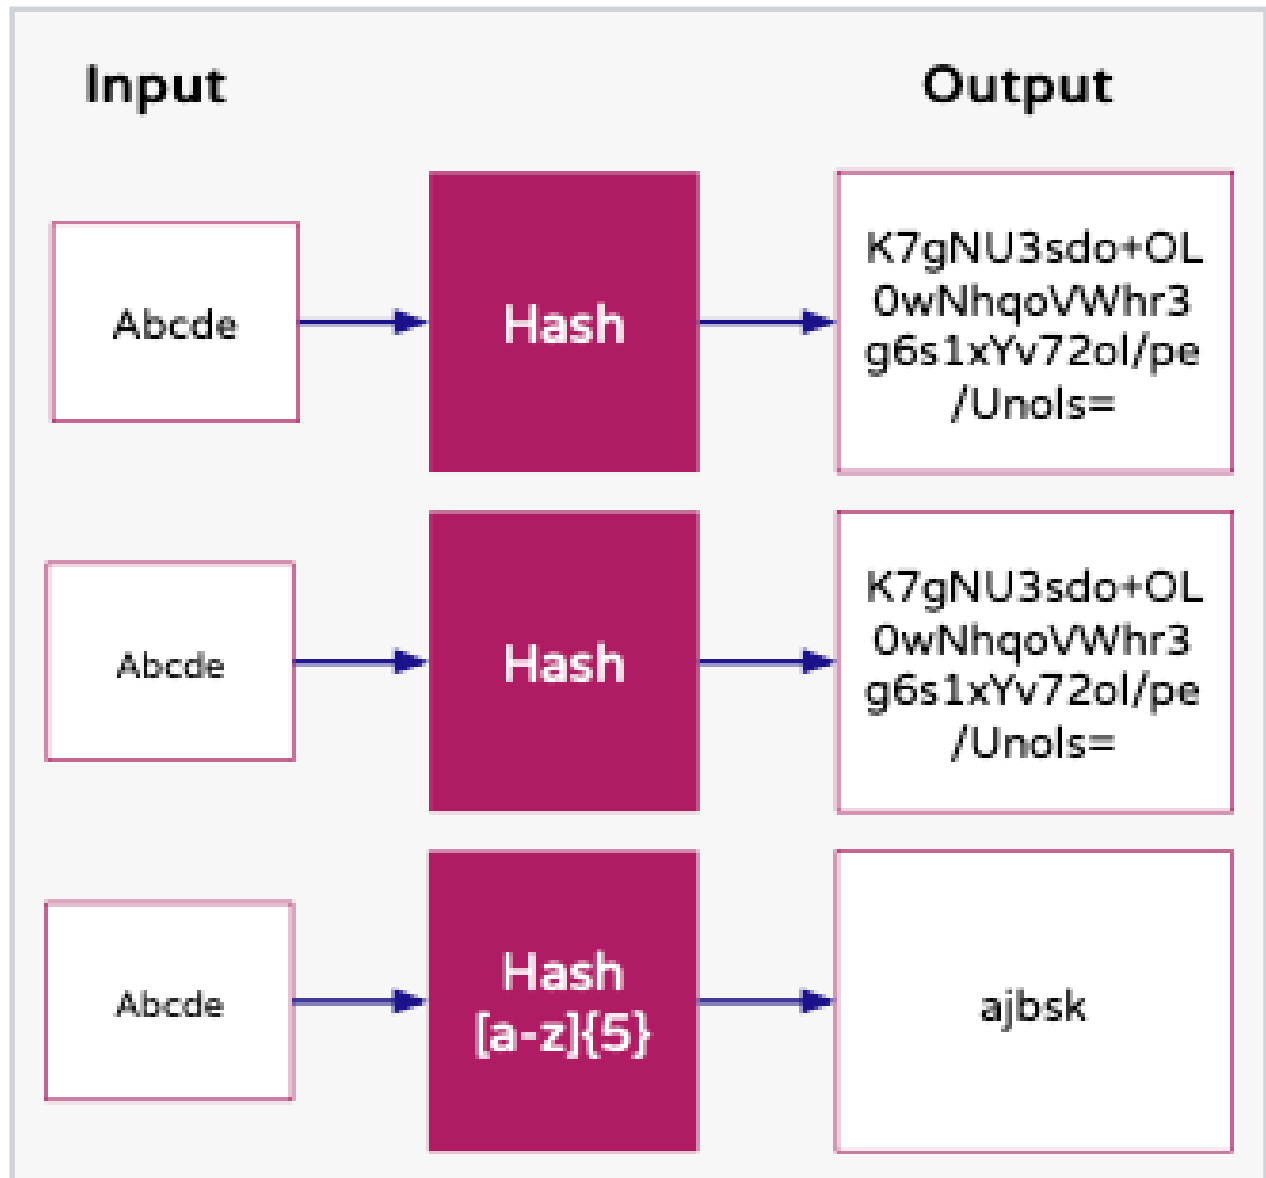 Input
Output
Abcde
Hash
K7gNU3sdo+OL
0wNhqoVWhr3
g6s1xYv72ol/pe
/Unols=
Abcde
Hash
K7gNU3sdo+OL
0wNhqoVWhr3
g6s1xYv72ol/pe
/Unols=
Abcde
Hash
[a-z]{5}
ajbsk